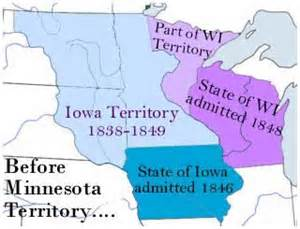 Part of WI
Territory
State of WI
admitted 1848
Iowa Territory
1838-1849
State of Iowa
admitted 1846
Before
Minnesota
Territory....